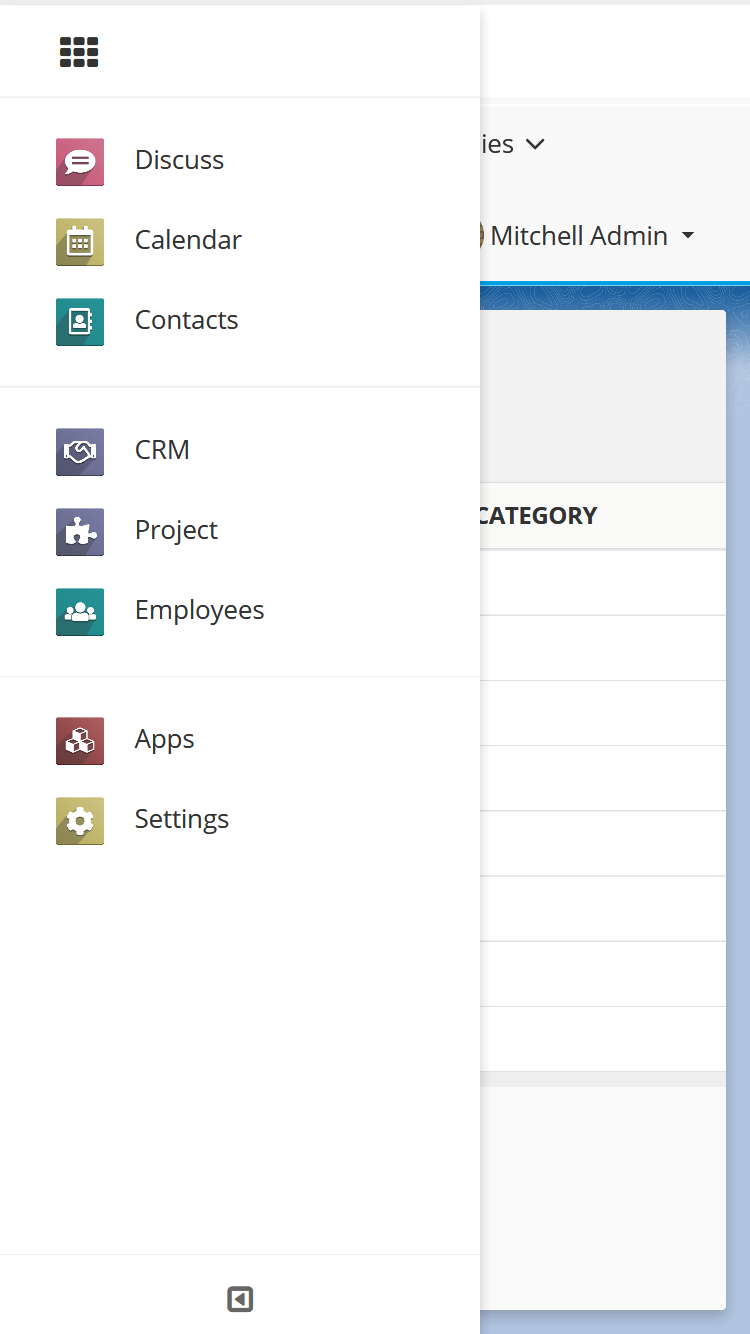 Discuss
ies
Calendar
Mitchell Admin
Contacts
CRM
CATEGORY
Project
Employees
Apps
Settings